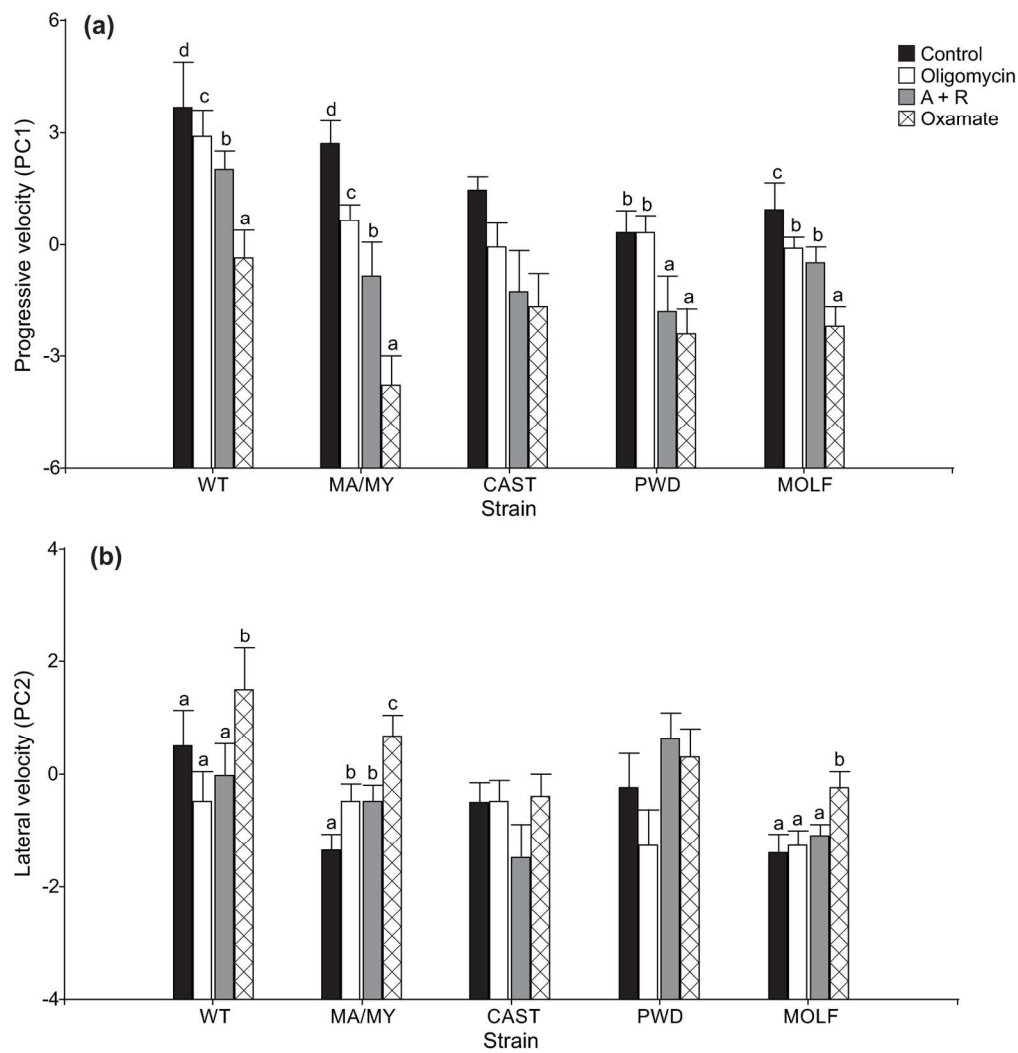 (a)
Progressive velocity (PC1)
6
3
0
-3
-6
Control
Oligomycin
A + R
Oxamate
d c b a
d c b a
b b a a
c b b a
WT MA/MY CAST PWD MOLF
Strain
(b)
Lateral velocity (PC2)
4
2
0
-2
-4
a a a b
a b b c
a a a b
WT MA/MY CAST PWD MOLF
Strain